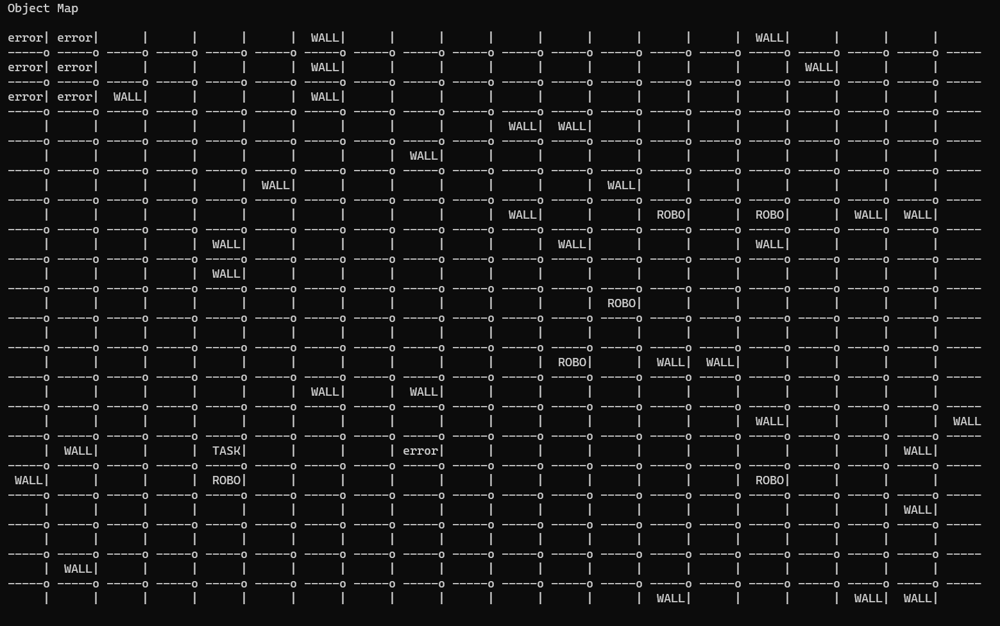 Object Map
error| error|      |      |      |      | WALL|      |      |      |      |      |      |      |      | WALL|      |      |      |
-----o -----o -----o -----o -----o -----o -----o -----o -----o -----o -----o -----o -----o -----o -----o -----o -----o -----o -----o -----
error| error|      |      |      |      | WALL|      |      |      |      |      |      |      |      |      | WALL|      |      |
-----o -----o -----o -----o -----o -----o -----o -----o -----o -----o -----o -----o -----o -----o -----o -----o -----o -----o -----o -----
error| error| WALL|      |      |      | WALL|      |      |      |      |      |      |      |      |      |      |      |      |
-----o -----o -----o -----o -----o -----o -----o -----o -----o -----o -----o -----o -----o -----o -----o -----o -----o -----o -----o -----
     |      |      |      |      |      |      |      |      |      | WALL| WALL|      |      |      |      |      |      |      |
-----o -----o -----o -----o -----o -----o -----o -----o -----o -----o -----o -----o -----o -----o -----o -----o -----o -----o -----o -----
     |      |      |      |      |      |      |      | WALL|      |      |      |      |      |      |      |      |      |      |
-----o -----o -----o -----o -----o -----o -----o -----o -----o -----o -----o -----o -----o -----o -----o -----o -----o -----o -----o -----
     |      |      |      |      | WALL|      |      |      |      |      |      | WALL|      |      |      |      |      |      |
-----o -----o -----o -----o -----o -----o -----o -----o -----o -----o -----o -----o -----o -----o -----o -----o -----o -----o -----o -----
     |      |      |      |      |      |      |      |      |      | WALL|      |      | ROBO|      | ROBO|      | WALL| WALL|
-----o -----o -----o -----o -----o -----o -----o -----o -----o -----o -----o -----o -----o -----o -----o -----o -----o -----o -----o -----
     |      |      |      | WALL|      |      |      |      |      |      | WALL|      |      |      | WALL|      |      |      |
-----o -----o -----o -----o -----o -----o -----o -----o -----o -----o -----o -----o -----o -----o -----o -----o -----o -----o -----o -----
     |      |      |      | WALL|      |      |      |      |      |      |      |      |      |      |      |      |      |      |
-----o -----o -----o -----o -----o -----o -----o -----o -----o -----o -----o -----o -----o -----o -----o -----o -----o -----o -----o -----
     |      |      |      |      |      |      |      |      |      |      |      | ROBO|      |      |      |      |      |      |
-----o -----o -----o -----o -----o -----o -----o -----o -----o -----o -----o -----o -----o -----o -----o -----o -----o -----o -----o -----
     |      |      |      |      |      |      |      |      |      |      |      |      |      |      |      |      |      |      |
-----o -----o -----o -----o -----o -----o -----o -----o -----o -----o -----o -----o -----o -----o -----o -----o -----o -----o -----o -----
     |      |      |      |      |      |      |      |      |      |      | ROBO|      | WALL| WALL|      |      |      |      |
-----o -----o -----o -----o -----o -----o -----o -----o -----o -----o -----o -----o -----o -----o -----o -----o -----o -----o -----o -----
     |      |      |      |      |      | WALL|      | WALL|      |      |      |      |      |      |      |      |      |      |
-----o -----o -----o -----o -----o -----o -----o -----o -----o -----o -----o -----o -----o -----o -----o -----o -----o -----o -----o -----
     |      |      |      |      |      |      |      |      |      |      |      |      |      |      | WALL|      |      |      | WALL
-----o -----o -----o -----o -----o -----o -----o -----o -----o -----o -----o -----o -----o -----o -----o -----o -----o -----o -----o -----
     | WALL|      |      | TASK|      |      |      | error|      |      |      |      |      |      |      |      |      | WALL|
-----o -----o -----o -----o -----o -----o -----o -----o -----o -----o -----o -----o -----o -----o -----o -----o -----o -----o -----o -----
 WALL|      |      |      | ROBO|      |      |      |      |      |      |      |      |      |      | ROBO|      |      |      |
-----o -----o -----o -----o -----o -----o -----o -----o -----o -----o -----o -----o -----o -----o -----o -----o -----o -----o -----o -----
     |      |      |      |      |      |      |      |      |      |      |      |      |      |      |      |      |      | WALL|
-----o -----o -----o -----o -----o -----o -----o -----o -----o -----o -----o -----o -----o -----o -----o -----o -----o -----o -----o -----
     |      |      |      |      |      |      |      |      |      |      |      |      |      |      |      |      |      |      |
-----o -----o -----o -----o -----o -----o -----o -----o -----o -----o -----o -----o -----o -----o -----o -----o -----o -----o -----o -----
     | WALL|      |      |      |      |      |      |      |      |      |      |      |      |      |      |      |      |      |
-----o -----o -----o -----o -----o -----o -----o -----o -----o -----o -----o -----o -----o -----o -----o -----o -----o -----o -----o -----
     |      |      |      |      |      |      |      |      |      |      |      |      | WALL|      |      |      | WALL| WALL|